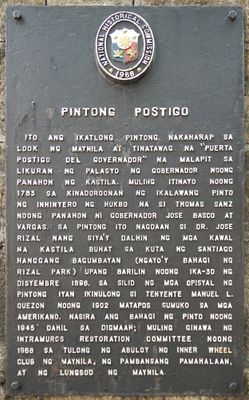 NATIONAL HISTORICAL COMMISSION
1968
PINTONG POSTIGO
ITO ANG IKATLONG PINTONG NAKAHARAP SA
LOOK NG MAYNILA AT TINATAWAG NA "PUERTA
POSTIGO DEL GOVERNADOR" NA MALAPIT SA
LIKURAN NG PALASYO NG GOBERNADOR NOONG
PANAHON NG KASTILA. MULING ITINAYO NOONG
1783 SA KINAROROONAN NG IKALAWANG PINTO
NG INHINYERO NG HUKBO NA SI THOMAS SANZ
NOONG PANAHON NI GOBERNADOR JOSE BASCO AT
VARGAS. SA PINTONG ITO NAGDAAN SI DR. JOSE
RIZAL NANG SIYA'Y DALHIN NG MGA KAWAL
NA KASTILA BUHAT SA KUTA NG SANTIAGO
HANGGANG BAGUMBAYAN (NGAYO'Y BAHAGI NG
RIZAL PARK) UPANG BARILIN NOONG IKA-30 NG
DISYEMBRE 1896. SA SILID NG MGA OPISYAL NG
PINTONG IYAN IKINULONG SI TENYENTE MANUEL L.
QUEZON NOONG 1902 MATAPOS SUMUKO SA MGA
AMERIKANO. NASIRA ANG BAHAGI NG PINTO NOONG
1945 DAHIL SA DIGMAAN; MULING GINAWA NG
INTRAMUROS RESTORATION COMMITTEE NOONG
1968 SA TULONG NG ABULOY NG INNER WHEEL
CLUB NG MAYNILA, NG PAMBANSANG PAMAHALAAN,
AT NG LUNGSOD NG MAYNILA.